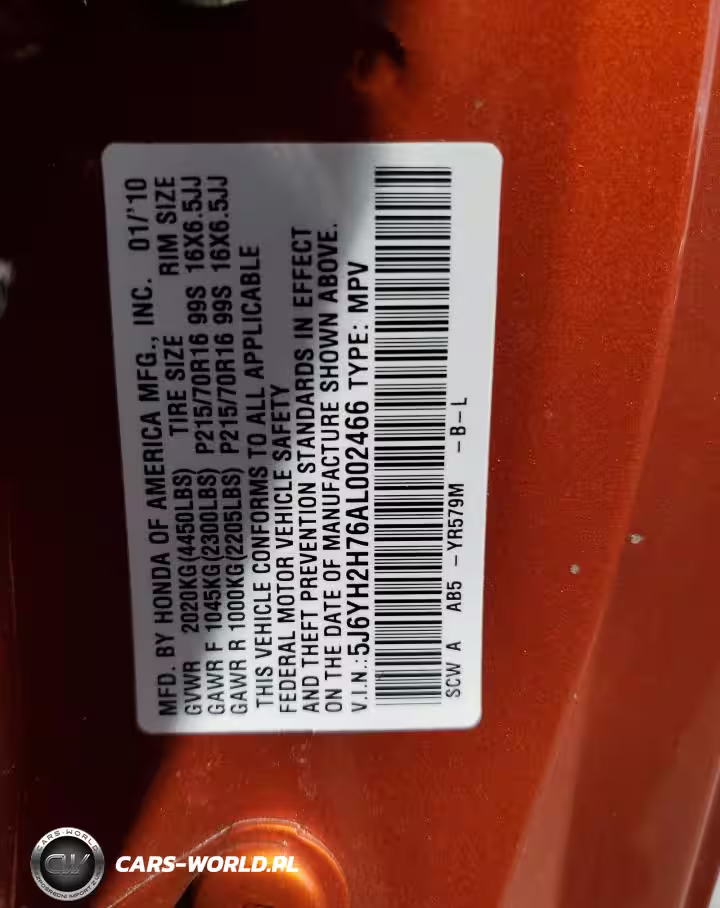 MFD. BY HONDA OF AMERICA MFG., INC. 01/'10
GVWR 2020KG(4450LBS) TIRE SIZE RIM SIZE
GAWR F 1045KG(2300LBS) P215/70R16 99S 16X6.5JJ
GAWR R 1000KG(2205LBS) P215/70R16 99S 16X6.5JJ
THIS VEHICLE CONFORMS TO ALL APPLICABLE
FEDERAL MOTOR VEHICLE SAFETY
AND THEFT PREVENTION STANDARDS IN EFFECT
ON THE DATE OF MANUFACTURE SHOWN ABOVE.
V.I.N.:5J6YH2H76AL002466 TYPE: MPV
SCW A AB5 -YR579M -B-L
CARS-WORLD
CW
CARS-WORLD.PL